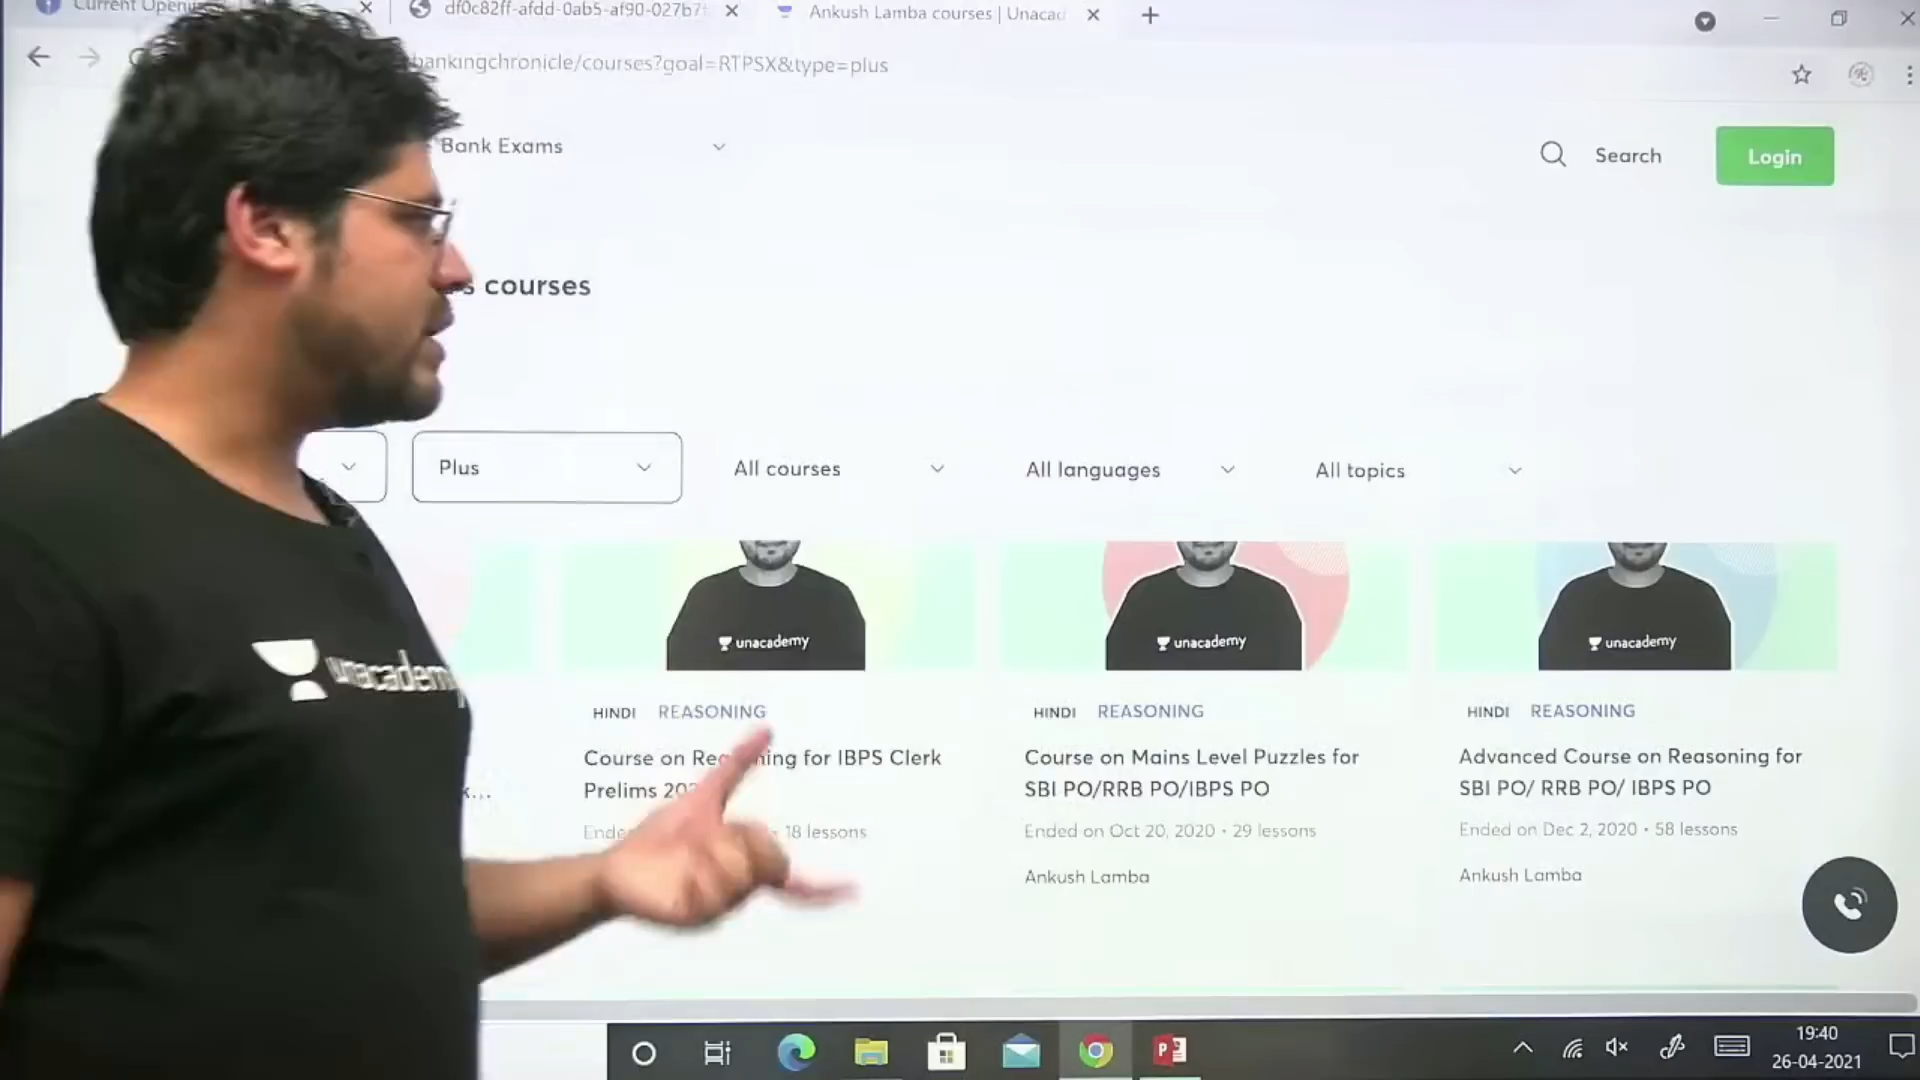 Current Openi
df0c82ff-afdd-0ab5-af90-027b7
Ankush Lamba courses | Unacad
bankingchronicle/courses?goal=RTPSX&type=plus
Bank Exams
Search
Login
s courses
Plus
All courses
All languages
All topics
unacademy
unacademy
unacademy
unacademy
HINDI REASONING
Course on Reasoning for IBPS Clerk
Prelims 202
18 lessons
HINDI REASONING
Course on Mains Level Puzzles for
SBI PO/RRB PO/IBPS PO
Ended on Oct 20, 2020 • 29 lessons
Ankush Lamba
HINDI REASONING
Advanced Course on Reasoning for
SBI PO/ RRB PO/ IBPS PO
Ended on Dec 2, 2020 • 58 lessons
Ankush Lamba
19:40
26-04-2021